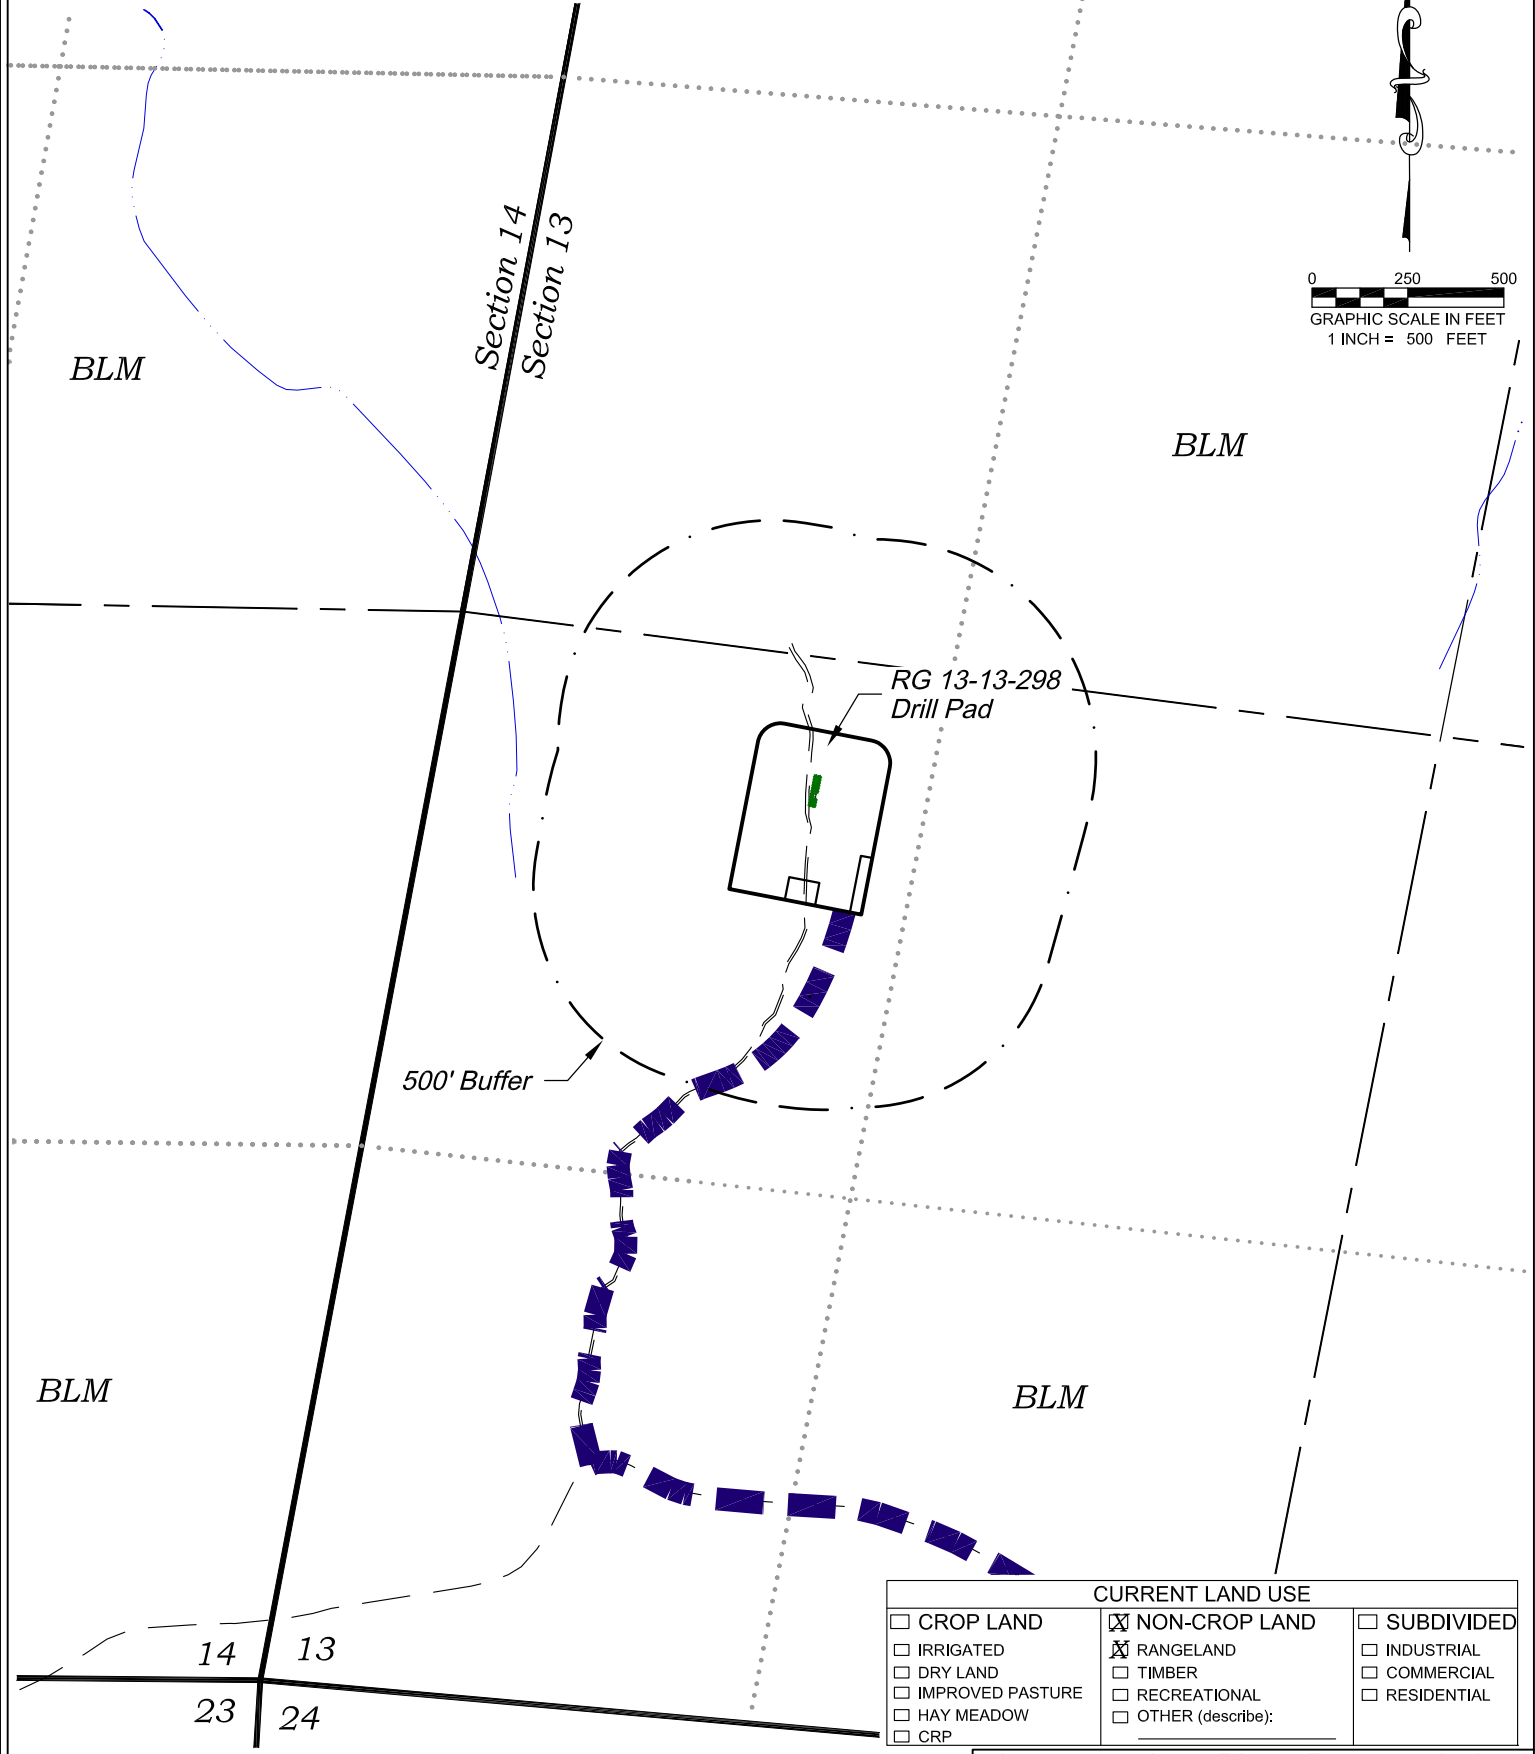 Section 14
Section 13
0 250 500
GRAPHIC SCALE IN FEET
1 INCH = 500 FEET
BLM
BLM
RG 13-13-298
Drill Pad
500' Buffer
BLM
BLM
14 13
23 24
CURRENT LAND USE
CROP LAND
IRRIGATED
DRY LAND
IMPROVED PASTURE
HAY MEADOW
CRP
X NON-CROP LAND
X RANGELAND
TIMBER
RECREATIONAL
OTHER (describe):
SUBDIVIDED
INDUSTRIAL
COMMERCIAL
RESIDENTIAL